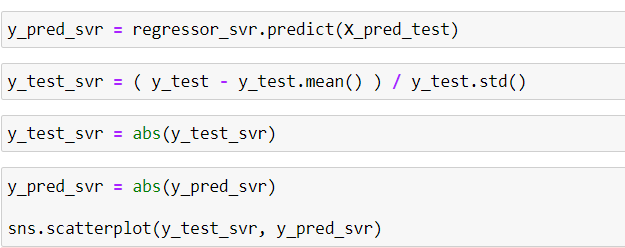 y_pred_svr = regressor_svr.predict(X_pred_test)
y_test_svr = ( y_test - y_test.mean() ) / y_test.std()
y_test_svr = abs(y_test_svr)
y_pred_svr = abs(y_pred_svr)
sns.scatterplot(y_test_svr, y_pred_svr)